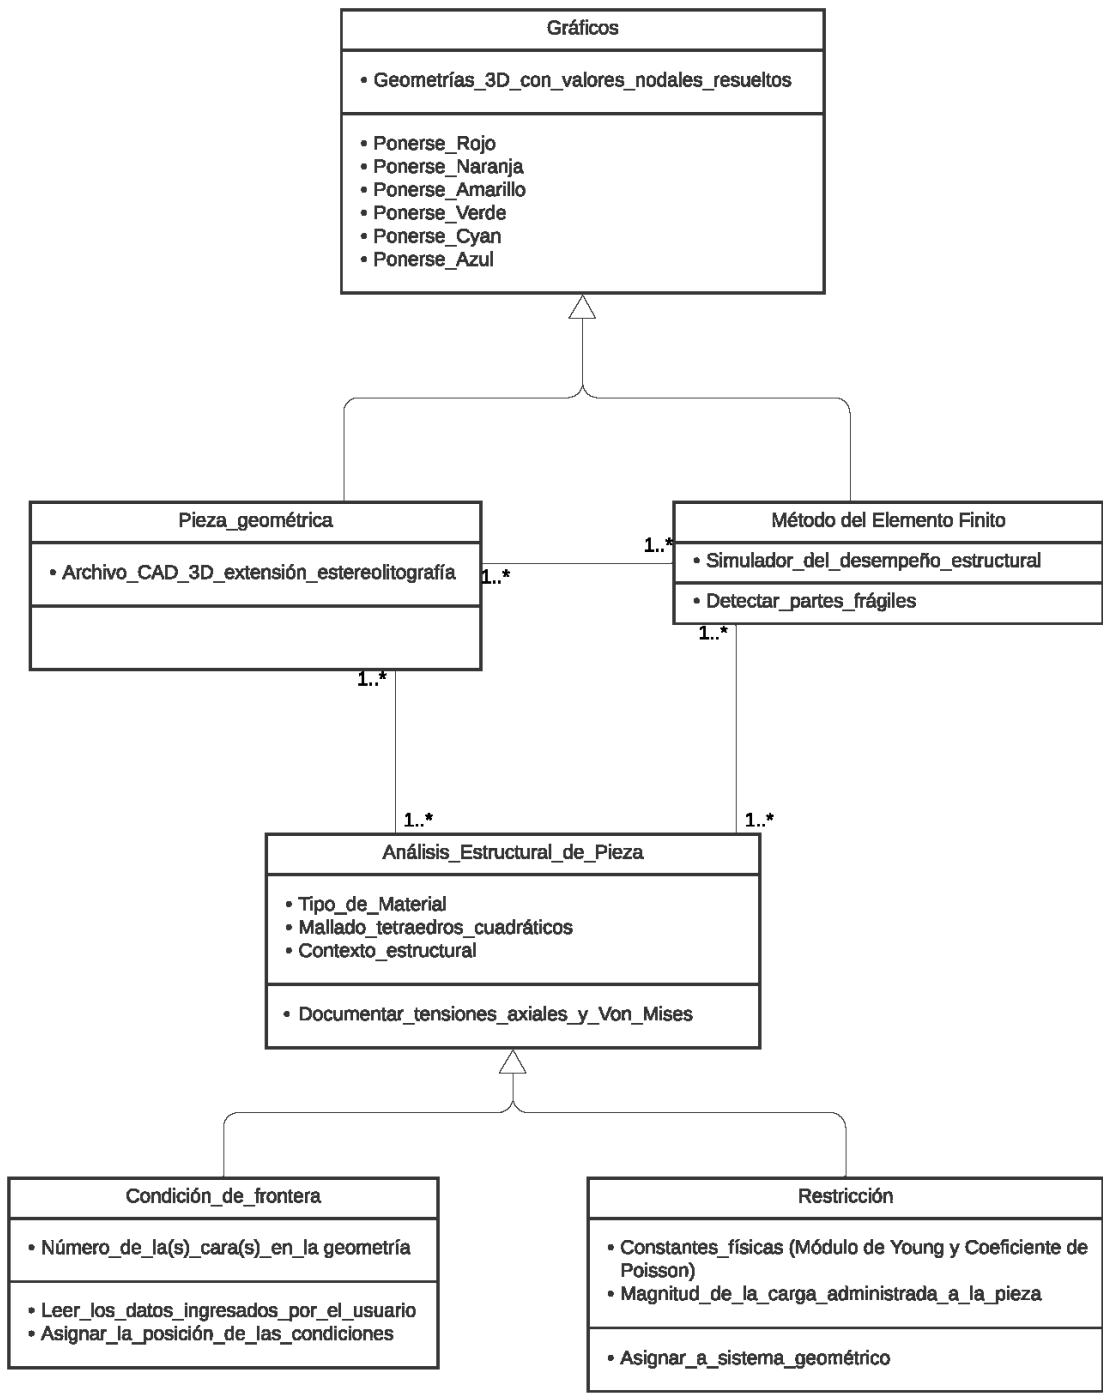 Gráficos
• Geometrías_3D_con_valores_nodales_resueltos
• Ponerse_Rojo
• Ponerse_Naranja
• Ponerse_Amarillo
• Ponerse_Verde
• Ponerse_Cyan
• Ponerse_Azul
Pieza_geométrica
• Archivo_CAD_3D_extensión_estereolitografía
1..*
1..*
Método del Elemento Finito
• Simulador_del_desempeño_estructural
• Detectar_partes_frágiles
1..*
1..*
1..*
1..*
Análisis_Estructural_de_Pieza
• Tipo_de_Material
• Mallado_tetraedros_cuadráticos
• Contexto_estructural
• Documentar_tensiones_axiales_y_Von_Mises
Condición_de_frontera
• Número_de_la(s)_cara(s)_en_la geometría
• Leer_los_datos_ingresados_por_el_usuario
• Asignar_la_posición_de_las_condiciones
Restricción
• Constantes_físicas (Módulo de Young y Coeficiente de
Poisson)
• Magnitud_de_la_carga_administrada_a_la_pieza
• Asignar_a_sistema_geométrico